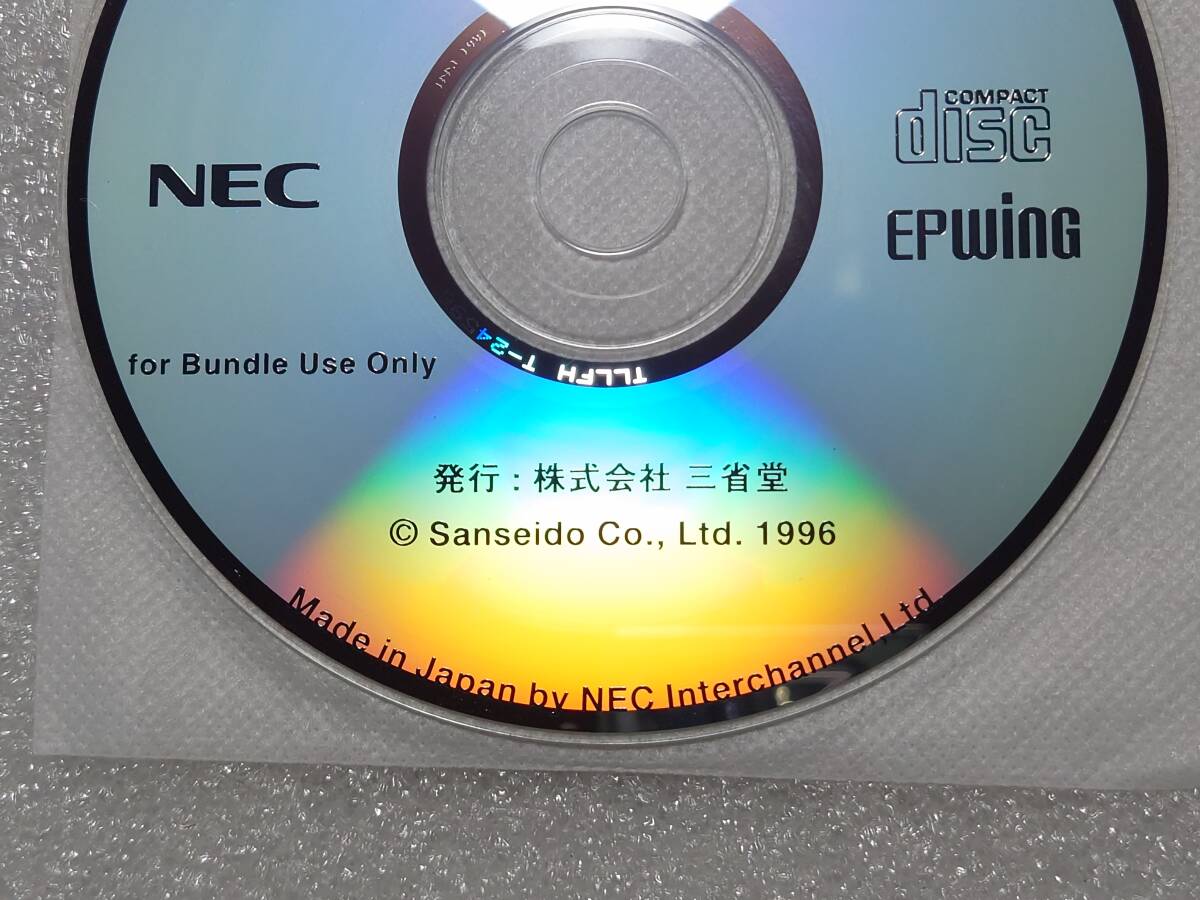 NEC
COMPACT
disc
EPWING
for Bundle Use Only
TLLFH T-24
発行：株式会社 三省堂
© Sanseido Co., Ltd. 1996
Made in Japan by NEC Interchannel,Ltd.